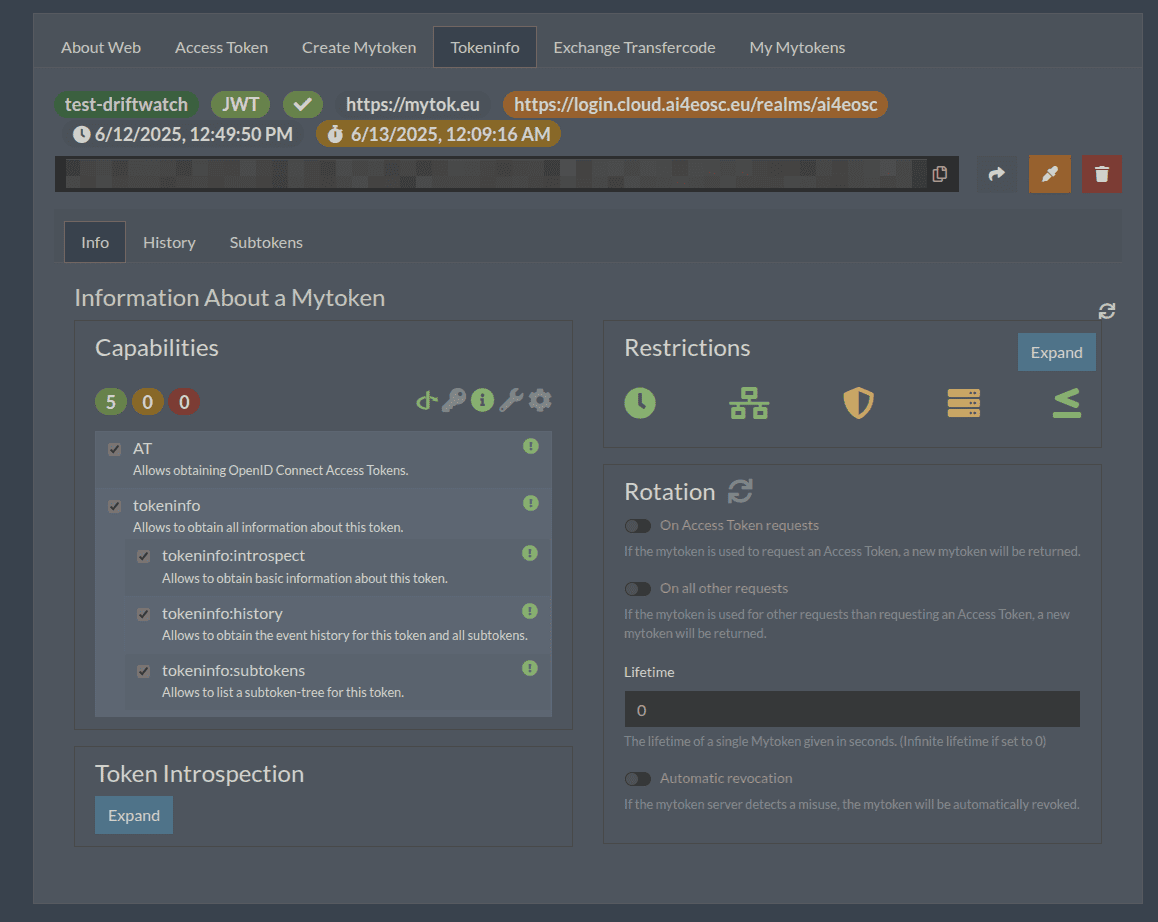 About Web Access Token Create Mytoken Tokeninfo Exchange Transfercode My Mytokens
test-driftwatch JWT https://mytok.eu https://login.cloud.ai4eosc.eu/realms/ai4eosc
6/12/2025, 12:49:50 PM 6/13/2025, 12:09:16 AM
Info History Subtokens
Information About a Mytoken
Capabilities
5 0 0
AT
Allows obtaining OpenID Connect Access Tokens.
tokeninfo
Allows to obtain all information about this token.
tokeninfo:introspect
Allows to obtain basic information about this token.
tokeninfo:history
Allows to obtain the event history for this token and all subtokens.
tokeninfo:subtokens
Allows to list a subtoken-tree for this token.
Token Introspection
Expand
Restrictions
Expand
Rotation
On Access Token requests
If the mytoken is used to request an Access Token, a new mytoken will be returned.
On all other requests
If the mytoken is used for other requests than requesting an Access Token, a new
mytoken will be returned.
Lifetime
0
The lifetime of a single Mytoken given in seconds. (Infinite lifetime if set to 0)
Automatic revocation
If the mytoken server detects a misuse, the mytoken will be automatically revoked.